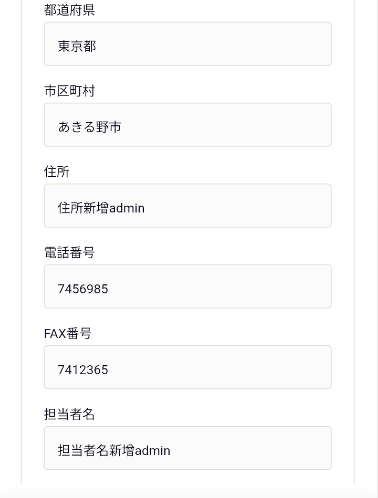 都道府県
東京都
市区町村
あきる野市
住所
住所新増admin
電話番号
7456985
FAX番号
7412365
担当者名
担当者名新増admin